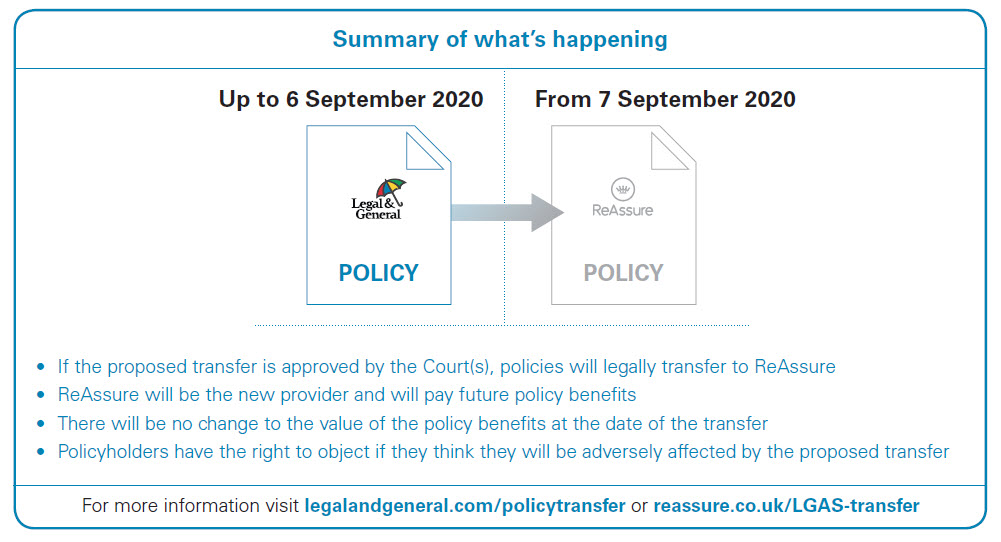 Summary of what's happening
Up to 6 September 2020
From 7 September 2020
Legal &
General
POLICY
ReAssure
POLICY
• If the proposed transfer is approved by the Court(s), policies will legally transfer to ReAssure
• ReAssure will be the new provider and will pay future policy benefits
• There will be no change to the value of the policy benefits at the date of the transfer
• Policyholders have the right to object if they think they will be adversely affected by the proposed transfer
For more information visit legalandgeneral.com/policytransfer or reassure.co.uk/LGAS-transfer